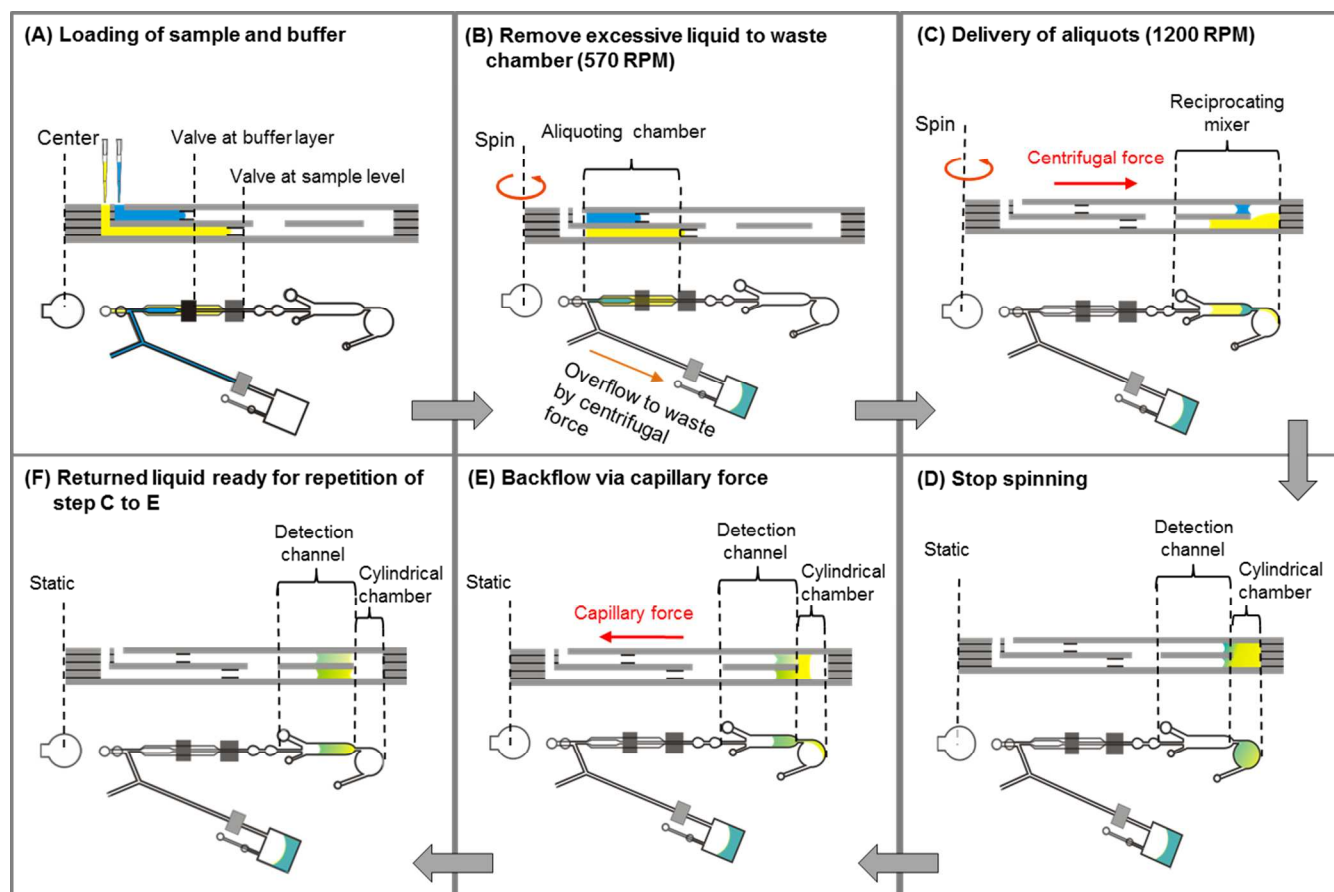 (A) Loading of sample and buffer
Center
Valve at buffer layer
Valve at sample level
(B) Remove excessive liquid to waste
chamber (570 RPM)
Spin
Aliquoting chamber
Overflow to waste
by centrifugal
force
(C) Delivery of aliquots (1200 RPM)
Spin
Centrifugal force
Reciprocating
mixer
(F) Returned liquid ready for repetition of
step C to E
Static
Detection
channel
Cylindrical
chamber
(E) Backflow via capillary force
Static
Capillary force
Detection
channel
Cylindrical
chamber
(D) Stop spinning
Static
Detection
channel
Cylindrical
chamber